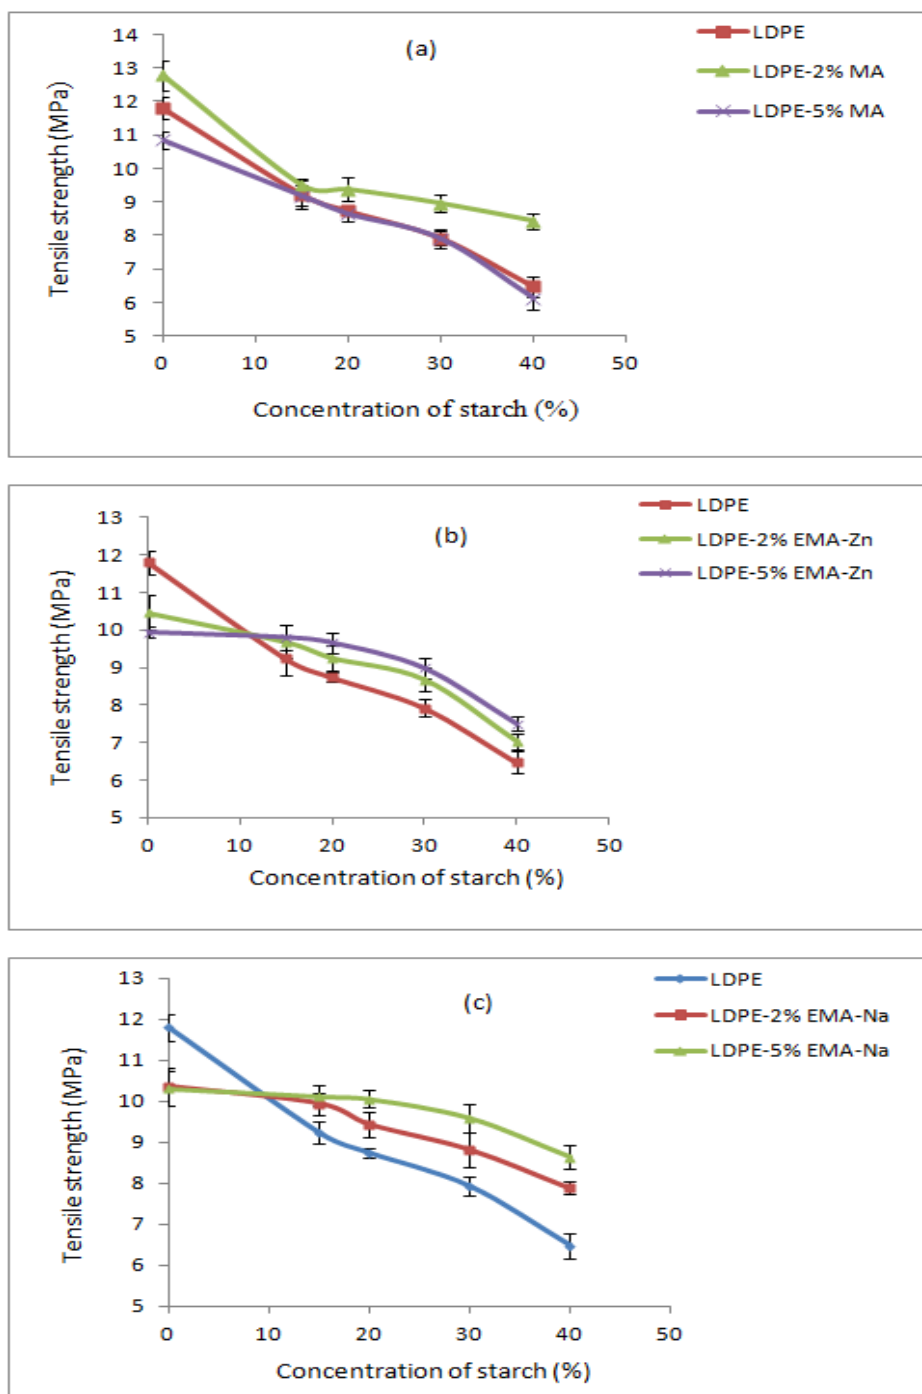 (a)
LDPE
LDPE-2% MA
LDPE-5% MA
14
13
12
11
10
9
8
7
6
5
Tensile strength (MPa)
0 10 20 30 40 50
Concentration of starch (%)
(b)
LDPE
LDPE-2% EMA-Zn
LDPE-5% EMA-Zn
13
12
11
10
9
8
7
6
5
Tensile strength (MPa)
0 10 20 30 40 50
Concentration of starch (%)
(c)
LDPE
LDPE-2% EMA-Na
LDPE-5% EMA-Na
13
12
11
10
9
8
7
6
5
Tensile strength (MPa)
0 10 20 30 40 50
Concentration of starch (%)